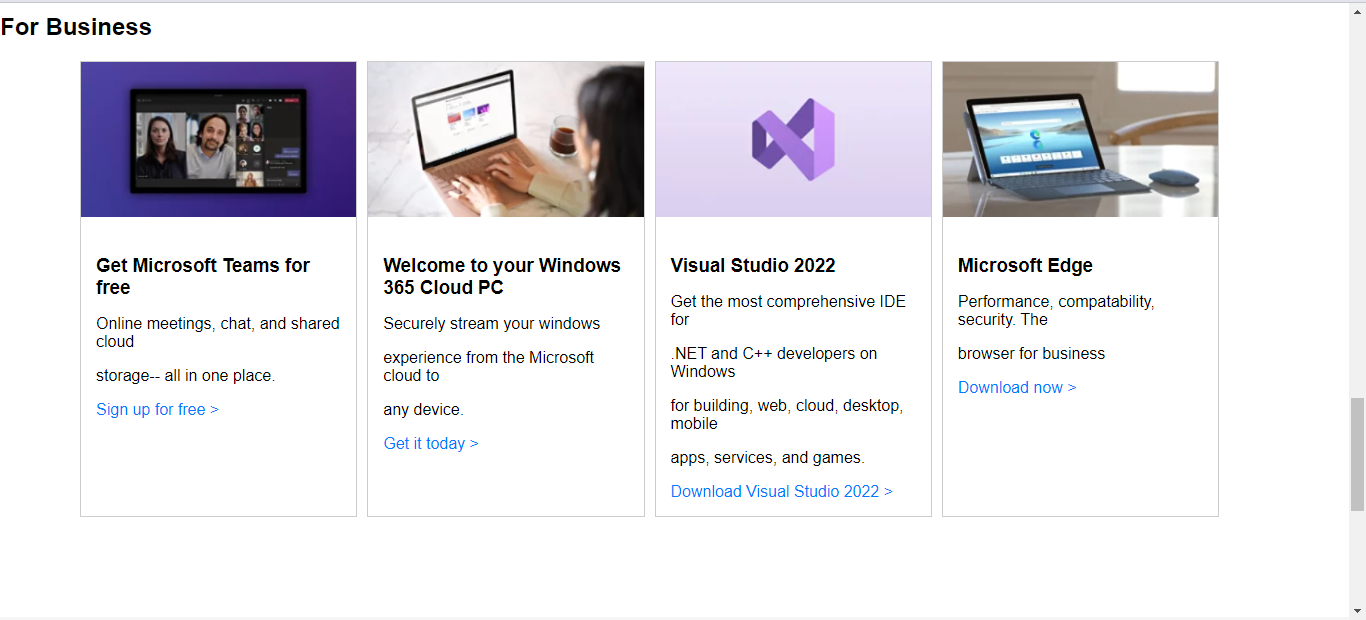 For Business
Get Microsoft Teams for
free
Online meetings, chat, and shared
cloud
storage-- all in one place.
Sign up for free >
Welcome to your Windows
365 Cloud PC
Securely stream your windows
experience from the Microsoft
cloud to
any device.
Get it today >
Visual Studio 2022
Get the most comprehensive IDE
for
.NET and C++ developers on
Windows
for building, web, cloud, desktop,
mobile
apps, services, and games.
Download Visual Studio 2022 >
Microsoft Edge
Performance, compatability,
security. The
browser for business
Download now >